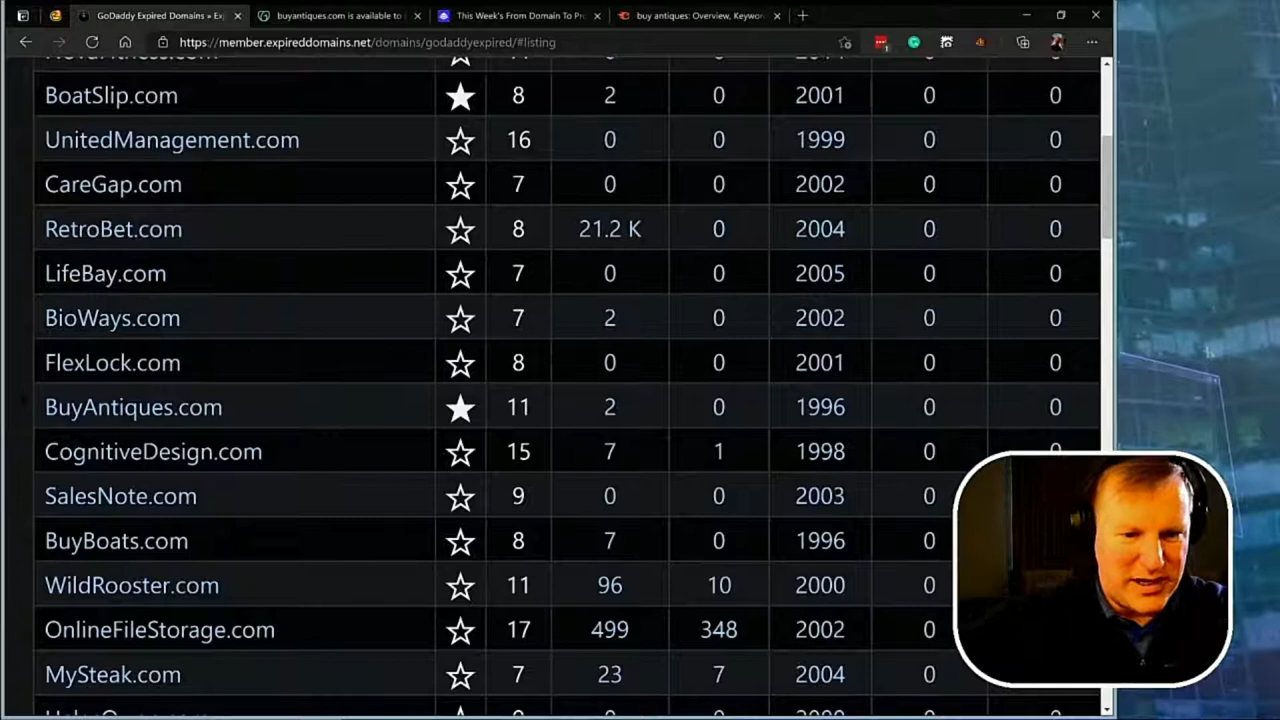 GoDaddy Expired Domains » Exp
buyantiques.com is available to
This Week's From Domain To Pr
buy antiques: Overview, Keywor
https://member.expireddomains.net/domains/godaddyexpired/#listing
1
BoatSlip.com 8 2 0 2001 0 0
UnitedManagement.com 16 0 0 1999 0 0
CareGap.com 7 0 0 2002 0 0
RetroBet.com 8 21.2 K 0 2004 0 0
LifeBay.com 7 0 0 2005 0 0
BioWays.com 7 2 0 2002 0 0
FlexLock.com 8 0 0 2001 0 0
BuyAntiques.com 11 2 0 1996 0 0
CognitiveDesign.com 15 7 1 1998 0 0
SalesNote.com 9 0 0 2003 0
BuyBoats.com 8 7 0 1996 0
WildRooster.com 11 96 10 2000 0
OnlineFileStorage.com 17 499 348 2002 0
MySteak.com 7 23 7 2004 0